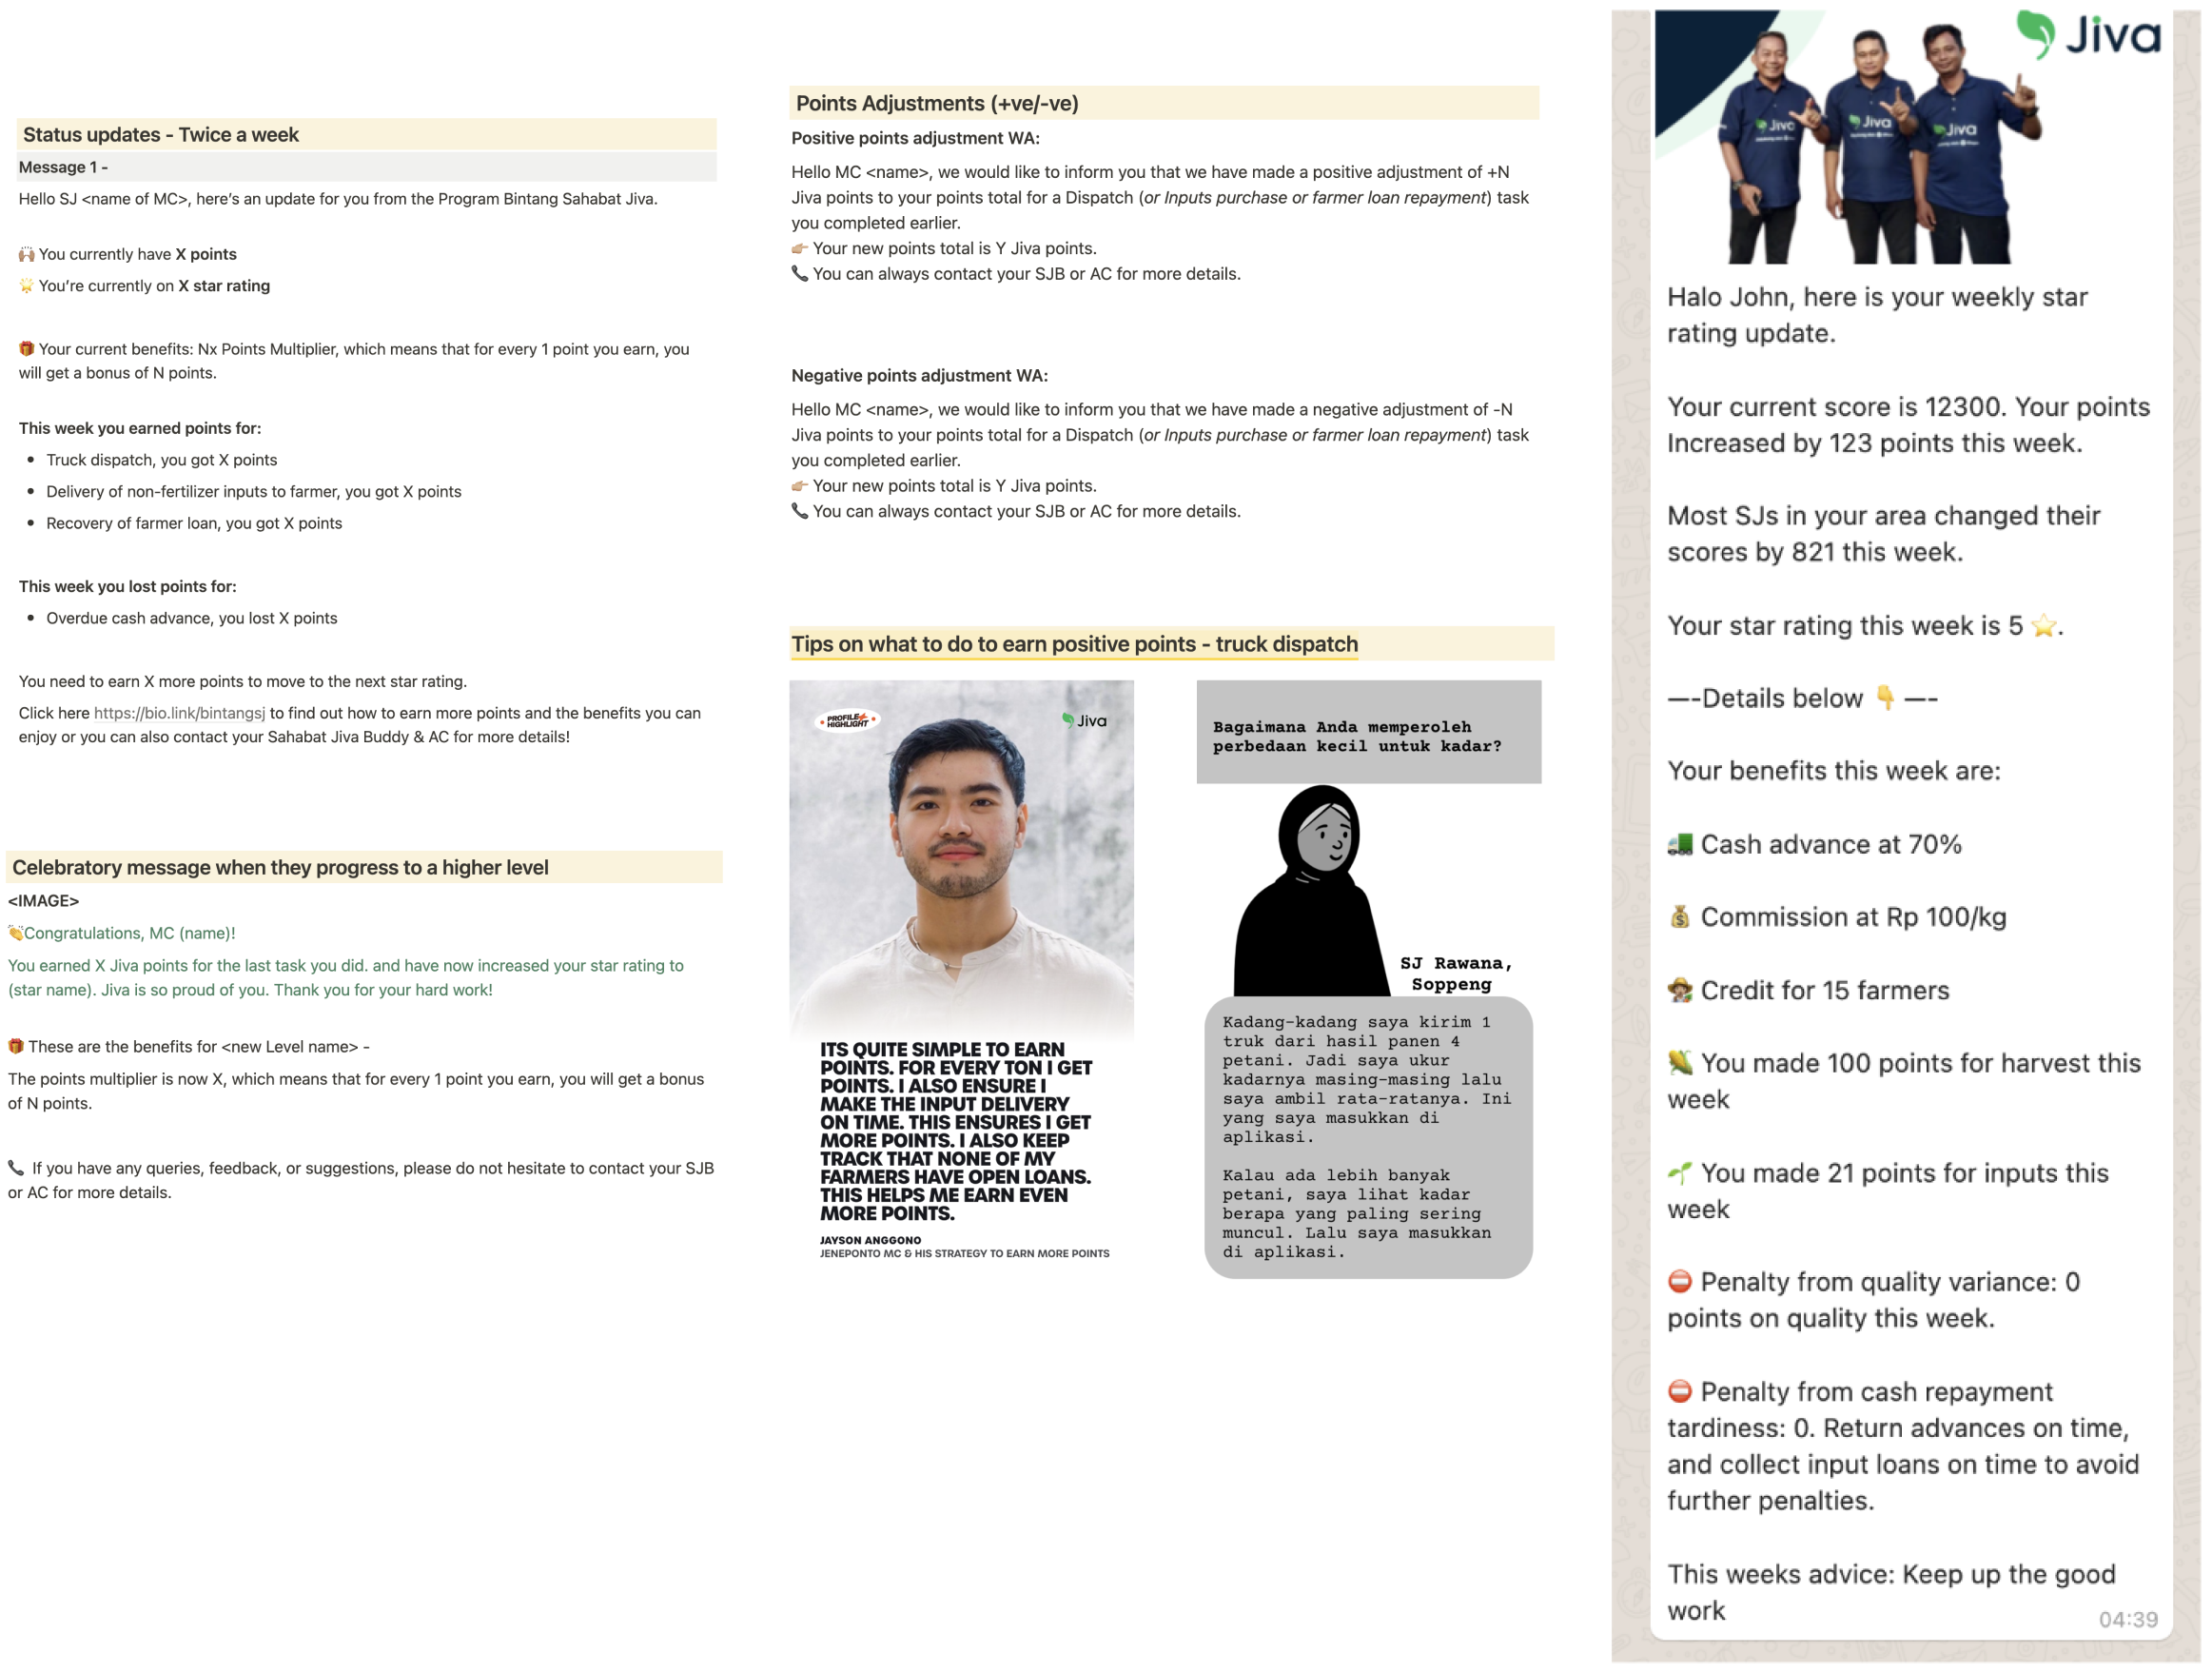 Status updates - Twice a week
Message 1 -
Hello SJ <name of MC>, here's an update for you from the Program Bintang Sahabat Jiva.
🙌🏼 You currently have X points
🌟 You're currently on X star rating
🎁 Your current benefits: Nx Points Multiplier, which means that for every 1 point you earn, you
will get a bonus of N points.
This week you earned points for:
• Truck dispatch, you got X points
• Delivery of non-fertilizer inputs to farmer, you got X points
• Recovery of farmer loan, you got X points
This week you lost points for:
• Overdue cash advance, you lost X points
You need to earn X more points to move to the next star rating.
Click here https://bio.link/bintangsj to find out how to earn more points and the benefits you can
enjoy or you can also contact your Sahabat Jiva Buddy & AC for more details!
Celebratory message when they progress to a higher level
<IMAGE>
👏Congratulations, MC (name)!
You earned X Jiva points for the last task you did. and have now increased your star rating to
(star name). Jiva is so proud of you. Thank you for your hard work!
🎁 These are the benefits for <new Level name> -
The points multiplier is now X, which means that for every 1 point you earn, you will get a bonus
of N points.
📞 If you have any queries, feedback, or suggestions, please do not hesitate to contact your SJB
or AC for more details.
Points Adjustments (+ve/-ve)
Positive points adjustment WA:
Hello MC <name>, we would like to inform you that we have made a positive adjustment of +N
Jiva points to your points total for a Dispatch (or Inputs purchase or farmer loan repayment) task
you completed earlier.
👉🏼 Your new points total is Y Jiva points.
📞 You can always contact your SJB or AC for more details.
Negative points adjustment WA:
Hello MC <name>, we would like to inform you that we have made a negative adjustment of -N
Jiva points to your points total for a Dispatch (or Inputs purchase or farmer loan repayment) task
you completed earlier.
👉🏼 Your new points total is Y Jiva points.
📞 You can always contact your SJB or AC for more details.
Tips on what to do to earn positive points - truck dispatch
PROFILE
HIGHLIGHT
Jiva
ITS QUITE SIMPLE TO EARN
POINTS. FOR EVERY TON I GET
POINTS. I ALSO ENSURE I
MAKE THE INPUT DELIVERY
ON TIME. THIS ENSURES I GET
MORE POINTS. I ALSO KEEP
TRACK THAT NONE OF MY
FARMERS HAVE OPEN LOANS.
THIS HELPS ME EARN EVEN
MORE POINTS.
JAYSON ANGGONO
JENEPONTO MC & HIS STRATEGY TO EARN MORE POINTS
Bagaimana Anda memperoleh
perbedaan kecil untuk kadar?
SJ Rawana,
Soppeng
Kadang-kadang saya kirim 1
truk dari hasil panen 4
petani. Jadi saya ukur
kadarnya masing-masing lalu
saya ambil rata-ratanya. Ini
yang saya masukkan di
aplikasi.
Kalau ada lebih banyak
petani, saya lihat kadar
berapa yang paling sering
muncul. Lalu saya masukkan
di aplikasi.
Jiva
Jiva
Jiva
Jiva
Halo John, here is your weekly star
rating update.
Your current score is 12300. Your points
Increased by 123 points this week.
Most SJs in your area changed their
scores by 821 this week.
Your star rating this week is 5 ⭐.
—-Details below 👇 —-
Your benefits this week are:
🚛 Cash advance at 70%
💰 Commission at Rp 100/kg
🧑🏽‍🌾 Credit for 15 farmers
🌽 You made 100 points for harvest this
week
🌱 You made 21 points for inputs this
week
⛔ Penalty from quality variance: 0
points on quality this week.
⛔ Penalty from cash repayment
tardiness: 0. Return advances on time,
and collect input loans on time to avoid
further penalties.
This weeks advice: Keep up the good
work
04:39